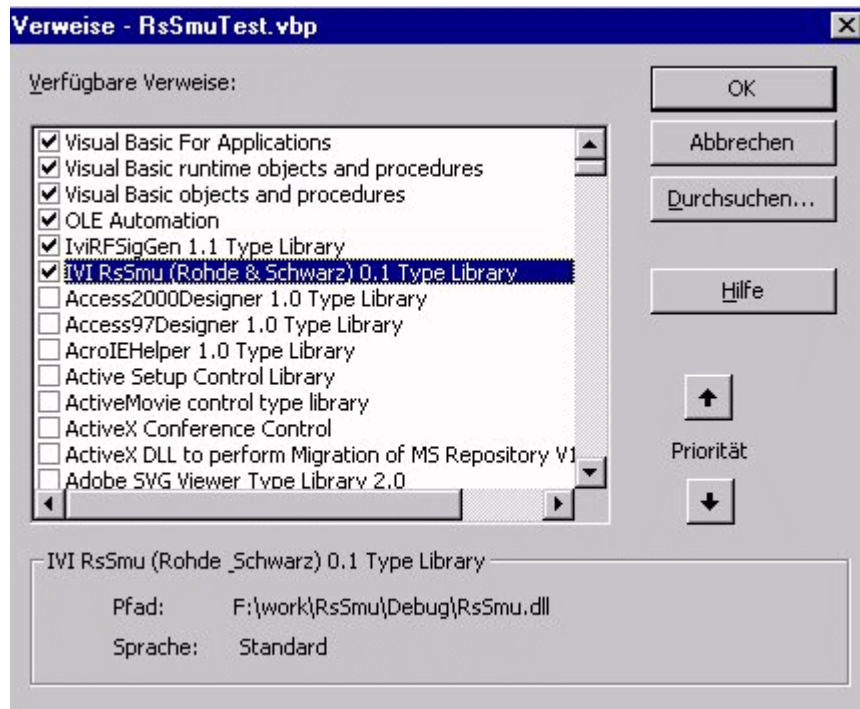 Verweise - RsSmuTest.vbp
Verfügbare Verweise:
OK
Visual Basic For Applications
Abbrechen
Visual Basic runtime objects and procedures
Visual Basic objects and procedures
Durchsuchen...
OLE Automation
IviRFSigGen 1.1 Type Library
IVI RsSmu (Rohde & Schwarz) 0.1 Type Library
Access2000Designer 1.0 Type Library
Hilfe
Access97Designer 1.0 Type Library
AcroIEHelper 1.0 Type Library
Active Setup Control Library
ActiveMovie control type library
ActiveX Conference Control
ActiveX DLL to perform Migration of MS Repository V1
Priorität
Adobe SVG Viewer Type Library 2.0
IVI RsSmu (Rohde _Schwarz) 0.1 Type Library
Pfad: F:\work\RsSmu\Debug\RsSmu.dll
Sprache: Standard